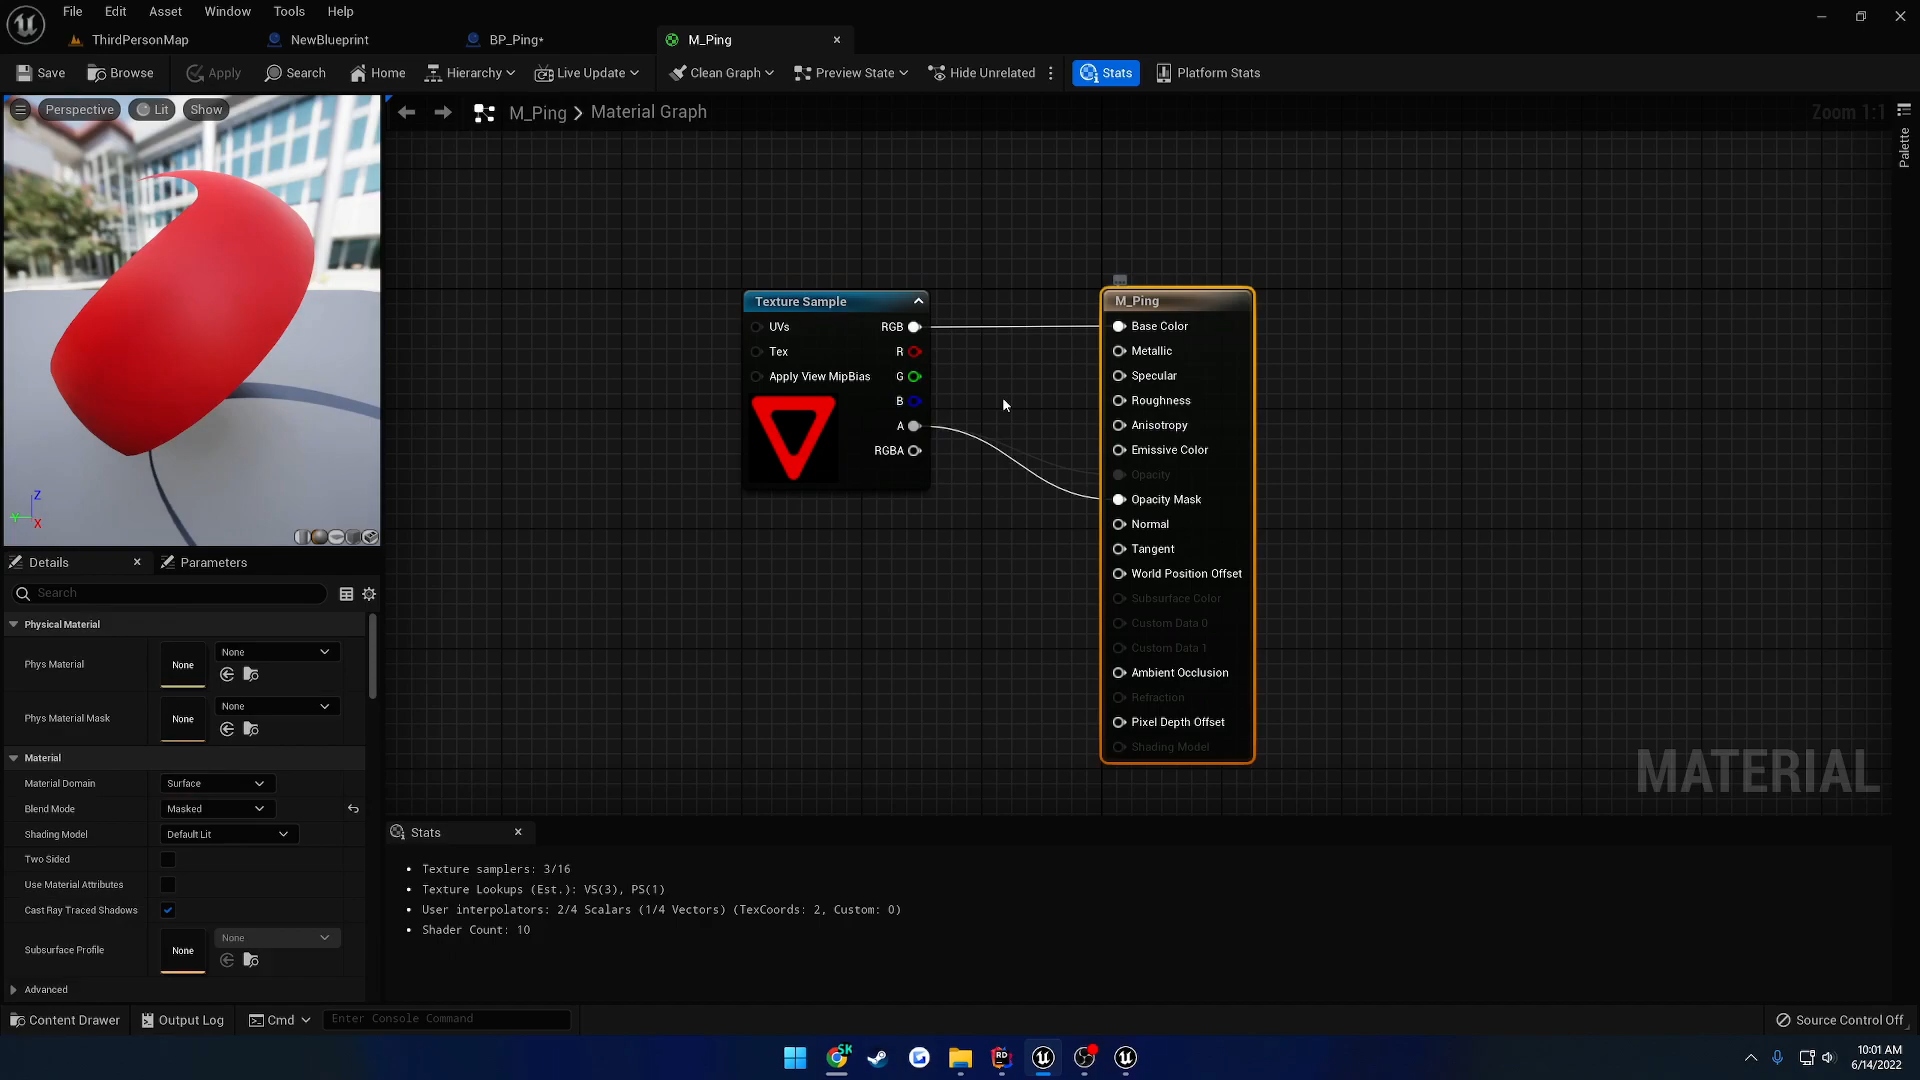 File Edit Asset Window Tools Help
ThirdPersonMap NewBlueprint BP_Ping• M_Ping
Save Browse Apply Search Home Hierarchy Live Update Clean Graph Preview State Hide Unrelated Stats Platform Stats
Perspective Lit Show
M_Ping > Material Graph
Zoom 1:1
Palette
Texture Sample
UVs RGB
Tex R
Apply View MipBias G
B
A
RGBA
M_Ping
Base Color
Metallic
Specular
Roughness
Anisotropy
Emissive Color
Opacity
Opacity Mask
Normal
Tangent
World Position Offset
Subsurface Color
Custom Data 0
Custom Data 1
Ambient Occlusion
Refraction
Pixel Depth Offset
Shading Model
MATERIAL
Z
Y
X
Details Parameters
Search
Physical Material
Phys Material None None
Phys Material Mask None None
Material
Material Domain Surface
Blend Mode Masked
Shading Model Default Lit
Two Sided
Use Material Attributes
Cast Ray Traced Shadows
Subsurface Profile None None
Advanced
Stats
• Texture samplers: 3/16
• Texture Lookups (Est.): VS(3), PS(1)
• User interpolators: 2/4 Scalars (1/4 Vectors) (TexCoords: 2, Custom: 0)
• Shader Count: 10
Content Drawer Output Log Cmd Enter Console Command Source Control Off
SK
RD
10:01 AM
6/14/2022